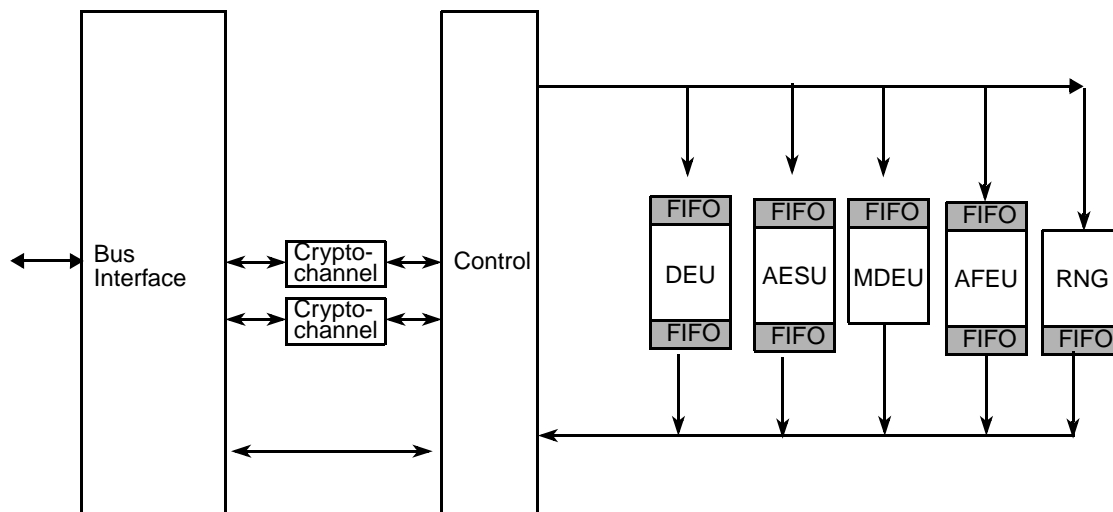 Bus
Interface
Crypto-
channel
Crypto-
channel
Control
FIFO
DEU
FIFO
FIFO
AESU
FIFO
FIFO
MDEU
FIFO
AFEU
FIFO
RNG
FIFO